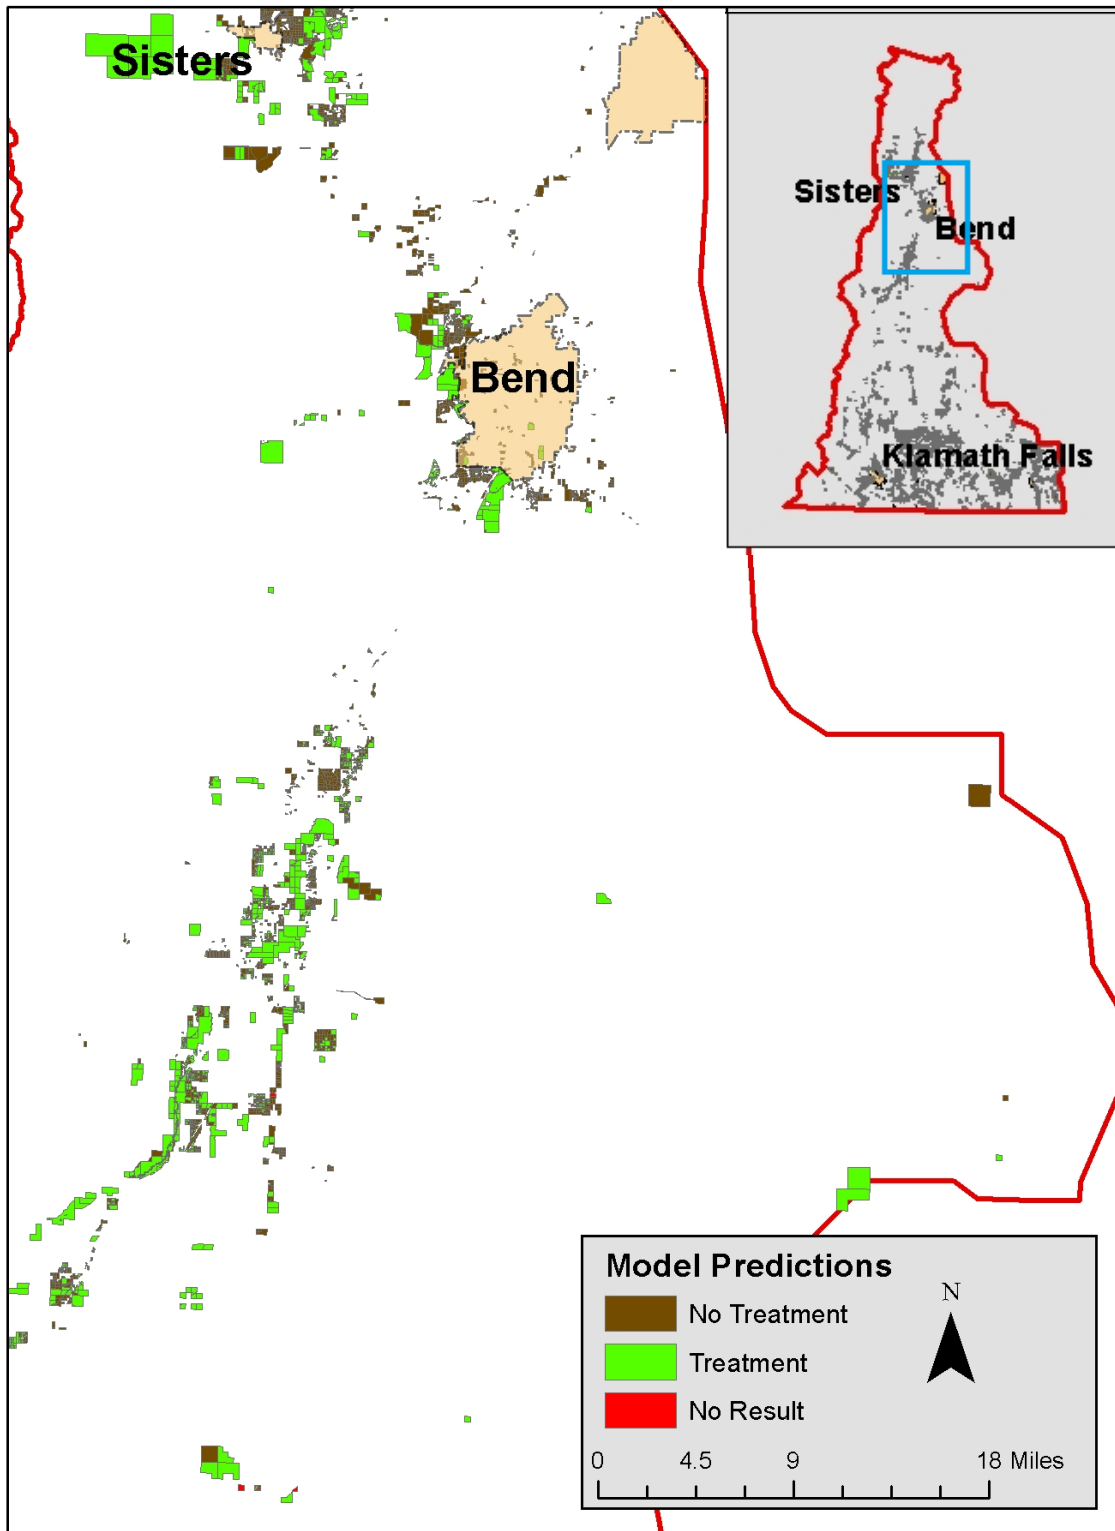 Sisters
Bend
Sisters
Bend
Klamath Falls
Model Predictions
No Treatment
Treatment
No Result
N
0 4.5 9 18 Miles